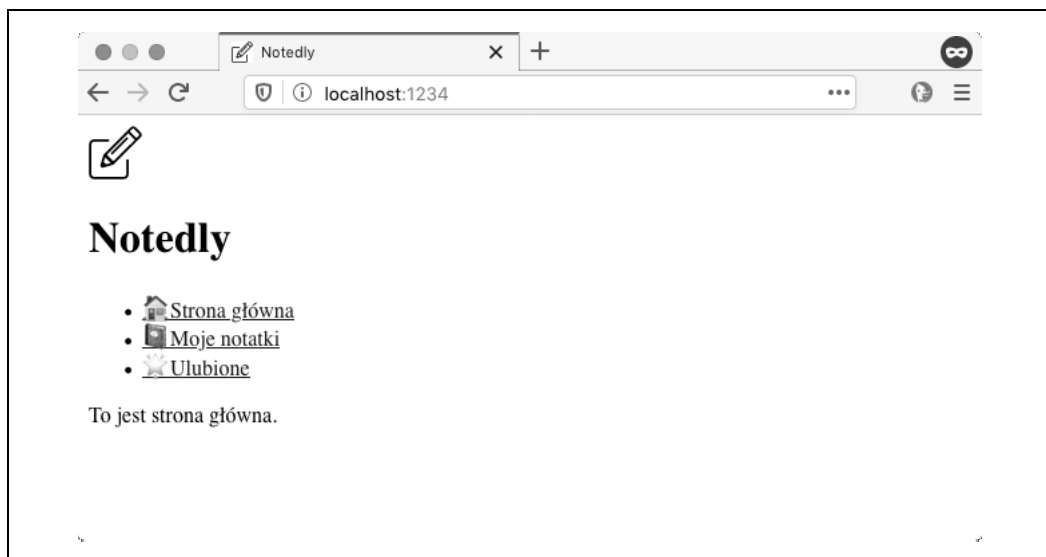 Notedly
localhost:1234
Notedly
Strona główna
Moje notatki
Ulubione
To jest strona główna.